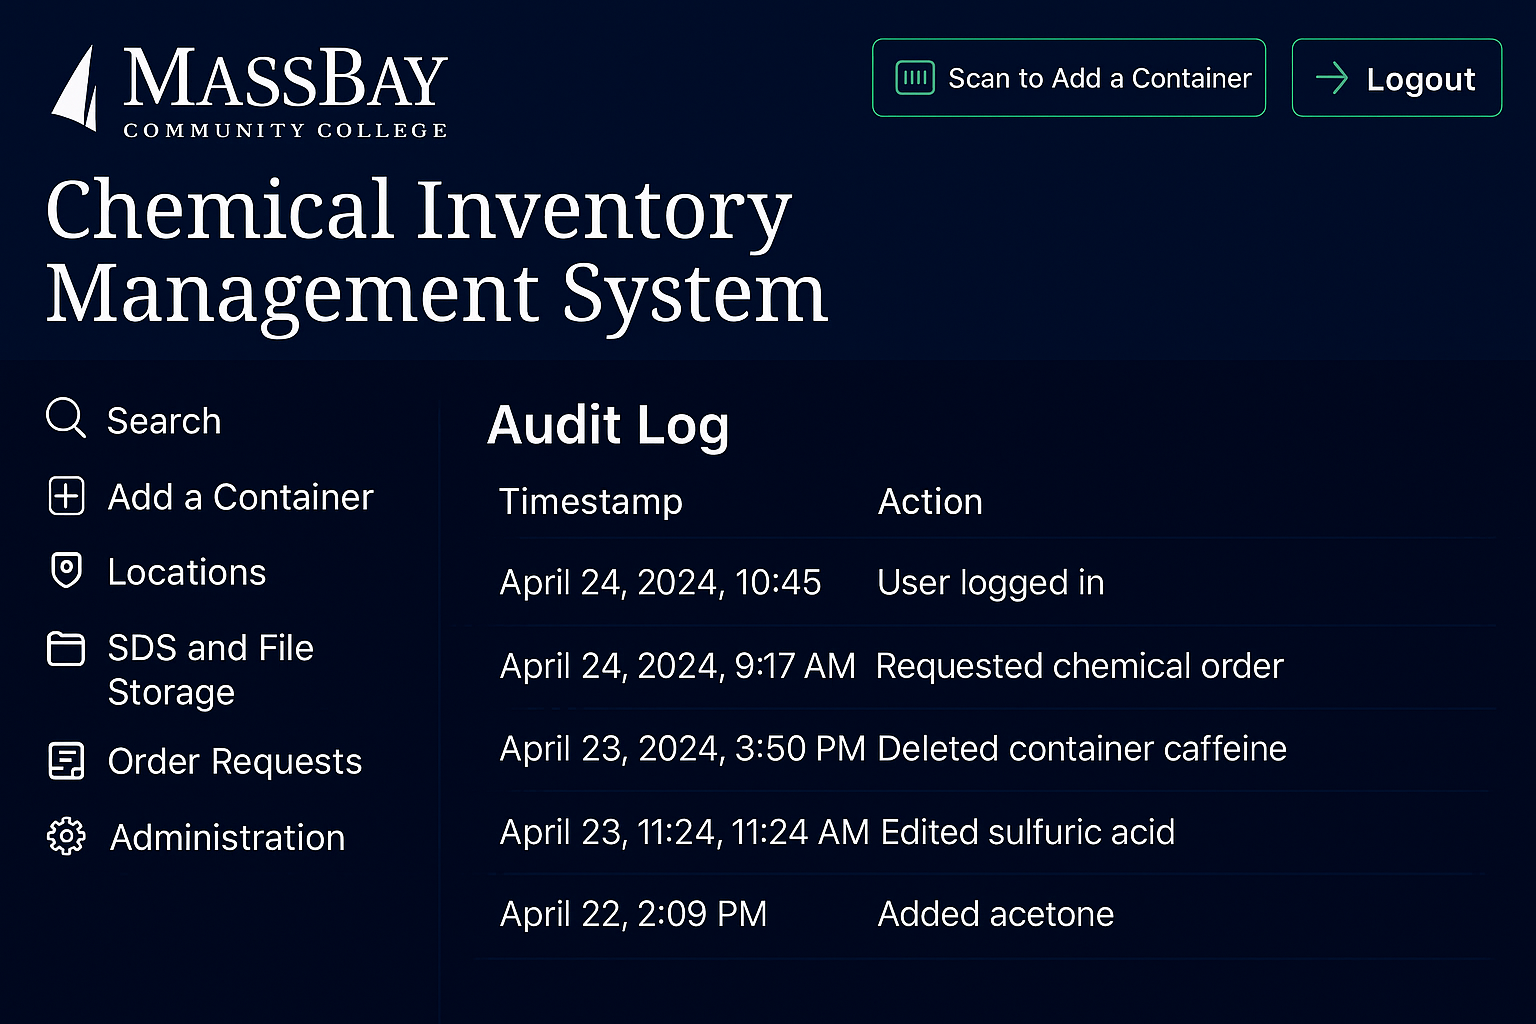 MASSBAY
COMMUNITY COLLEGE
Scan to Add a Container
Logout
Chemical Inventory
Management System
Search
Add a Container
Locations
SDS and File
Storage
Order Requests
Administration
Audit Log
Timestamp Action
April 24, 2024, 10:45 User logged in
April 24, 2024, 9:17 AM Requested chemical order
April 23, 2024, 3:50 PM Deleted container caffeine
April 23, 11:24, 11:24 AM Edited sulfuric acid
April 22, 2:09 PM Added acetone